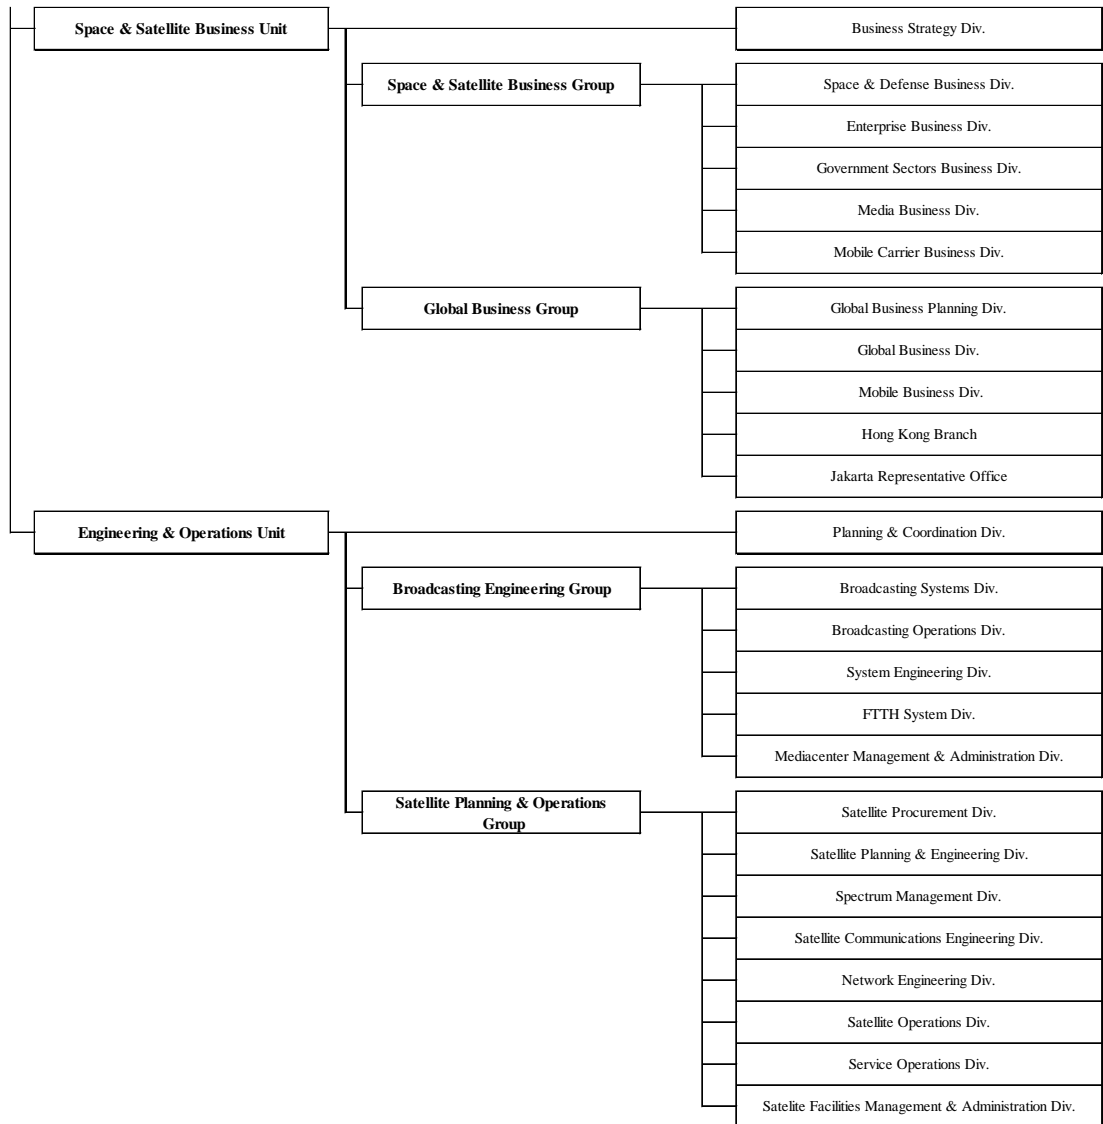 Space & Satellite Business Unit
Business Strategy Div.
Space & Satellite Business Group
Space & Defense Business Div.
Enterprise Business Div.
Government Sectors Business Div.
Media Business Div.
Mobile Carrier Business Div.
Global Business Group
Global Business Planning Div.
Global Business Div.
Mobile Business Div.
Hong Kong Branch
Jakarta Representative Office
Engineering & Operations Unit
Planning & Coordination Div.
Broadcasting Engineering Group
Broadcasting Systems Div.
Broadcasting Operations Div.
System Engineering Div.
FTTH System Div.
Mediacenter Management & Administration Div.
Satellite Planning & Operations
Group
Satellite Procurement Div.
Satellite Planning & Engineering Div.
Spectrum Management Div.
Satellite Communications Engineering Div.
Network Engineering Div.
Satellite Operations Div.
Service Operations Div.
Satelite Facilities Management & Administration Div.